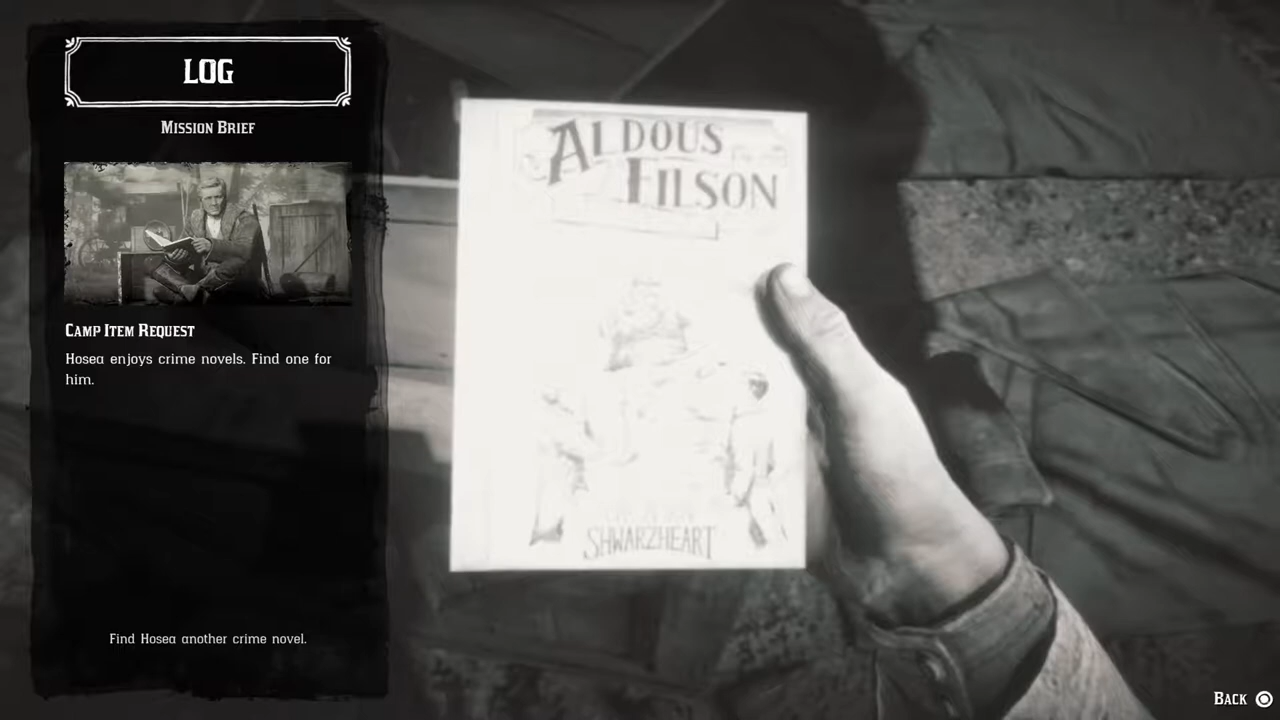 LOG
MISSION BRIEF
CAMP ITEM REQUEST
Hosea enjoys crime novels. Find one for
him.
Find Hosea another crime novel.
ALDOUS
FILSON
SHWARZHEART
BACK